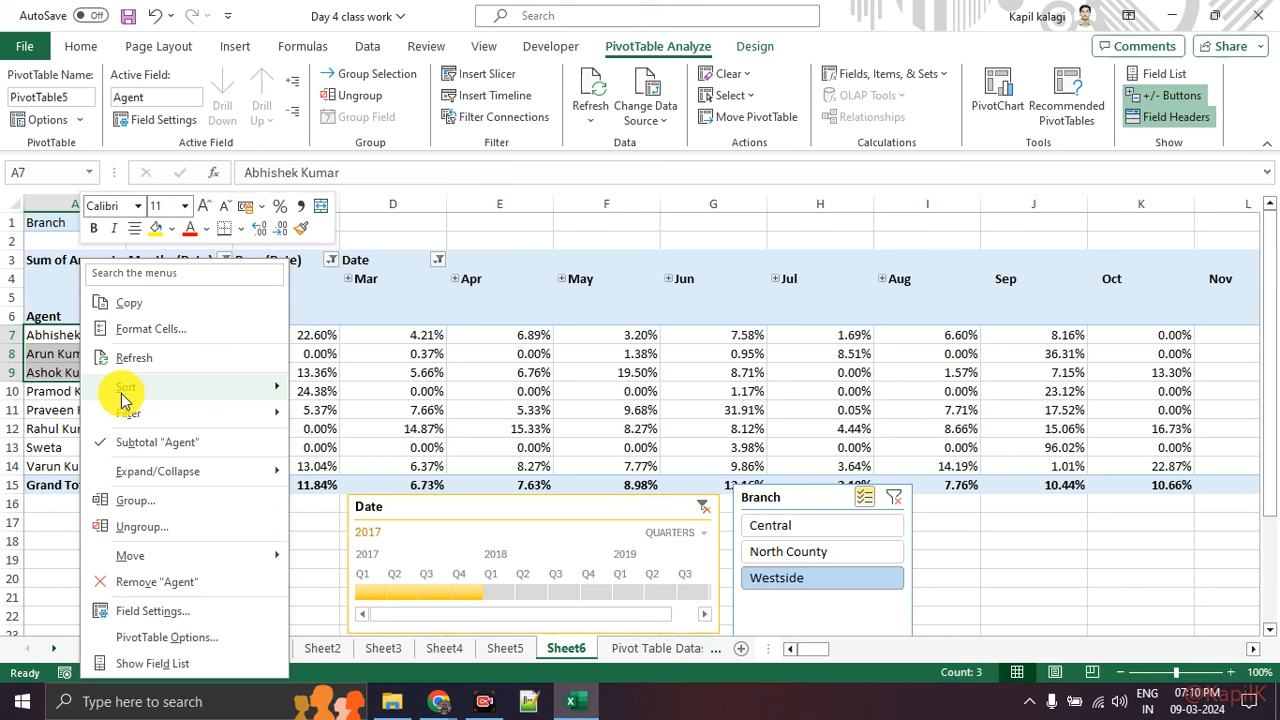 AutoSave Off Day 4 class work Search Kapil kalagi
File Home Page Layout Insert Formulas Data Review View Developer PivotTable Analyze Design Comments Share
PivotTable Name: Active Field: Group Selection Insert Slicer Clear Fields, Items, & Sets Field List
PivotTable5 Agent Drill Down Drill Up Ungroup Insert Timeline Refresh Change Data Source Select OLAP Tools PivotChart Recommended PivotTables +/- Buttons
Options Field Settings Group Field Filter Connections Move PivotTable Relationships Field Headers
PivotTable Active Field Group Filter Data Actions Calculations Tools Show
A7 fx Abhishek Kumar
A D E F G H I J K L
Calibri 11
1 Branch
2
3 Sum of (Date) Date
4 Mar Apr May Jun Jul Aug Sep Oct Nov
5
6 Agent
7 Abhishek 22.60% 4.21% 6.89% 3.20% 7.58% 1.69% 6.60% 8.16% 0.00%
8 Arun Kum 0.00% 0.37% 0.00% 1.38% 0.95% 8.51% 0.00% 36.31% 0.00%
9 Ashok Ku 13.36% 5.66% 6.76% 19.50% 8.71% 0.00% 1.57% 7.15% 13.30%
10 Pramod K 24.38% 0.00% 0.00% 0.00% 0.00% 0.00% 0.00% 23.12% 0.00%
11 Praveen K 5.37% 7.66% 5.33% 9.68% 31.91% 0.05% 7.71% 17.52% 0.00%
12 Rahul Kur 0.00% 14.87% 15.33% 8.27% 8.12% 4.44% 8.66% 15.06% 16.73%
13 Sweta 0.00% 0.00% 0.00% 0.00% 3.98% 0.00% 0.00% 96.02% 0.00%
14 Varun Ku 13.04% 6.37% 8.27% 7.77% 9.86% 3.64% 14.19% 1.01% 22.87%
15 Grand To 11.84% 6.73% 7.63% 8.98% 7.76% 10.44% 10.66%
16
17
18
19
20
21
22
23
Search the menus
Copy
Format Cells...
Refresh
Sort
Filter
Subtotal "Agent"
Expand/Collapse
Group...
Ungroup...
Move
Remove "Agent"
Field Settings...
PivotTable Options...
Show Field List
Date
2017 QUARTERS
2017 2018 2019
Q1 Q2 Q3 Q4 Q1 Q2 Q3 Q4 Q1 Q2 Q3
Branch
Central
North County
Westside
Sheet2 Sheet3 Sheet4 Sheet5 Sheet6 Pivot Table Data: ...
Ready Count: 3 100%
Type here to search ENG IN 07:10 PM 09-03-2024
@KapilK